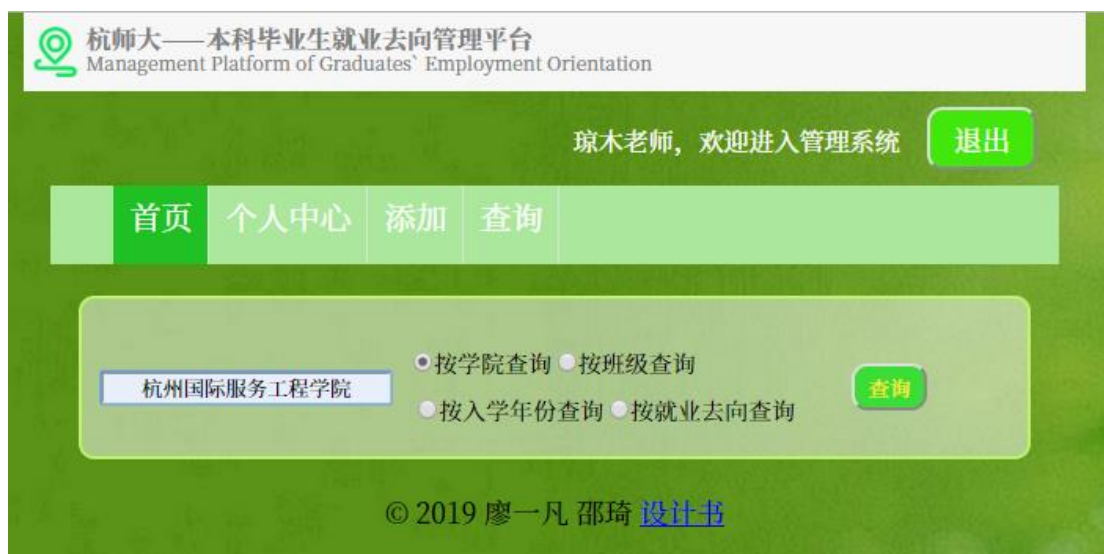 杭师大——本科毕业生就业去向管理平台
Management Platform of Graduates` Employment Orientation
琼木老师，欢迎进入管理系统 退出
首页 个人中心 添加 查询
按学院查询 按班级查询
杭州国际服务工程学院 查询
按入学年份查询 按就业去向查询
© 2019 廖一凡 邵琦 设计书